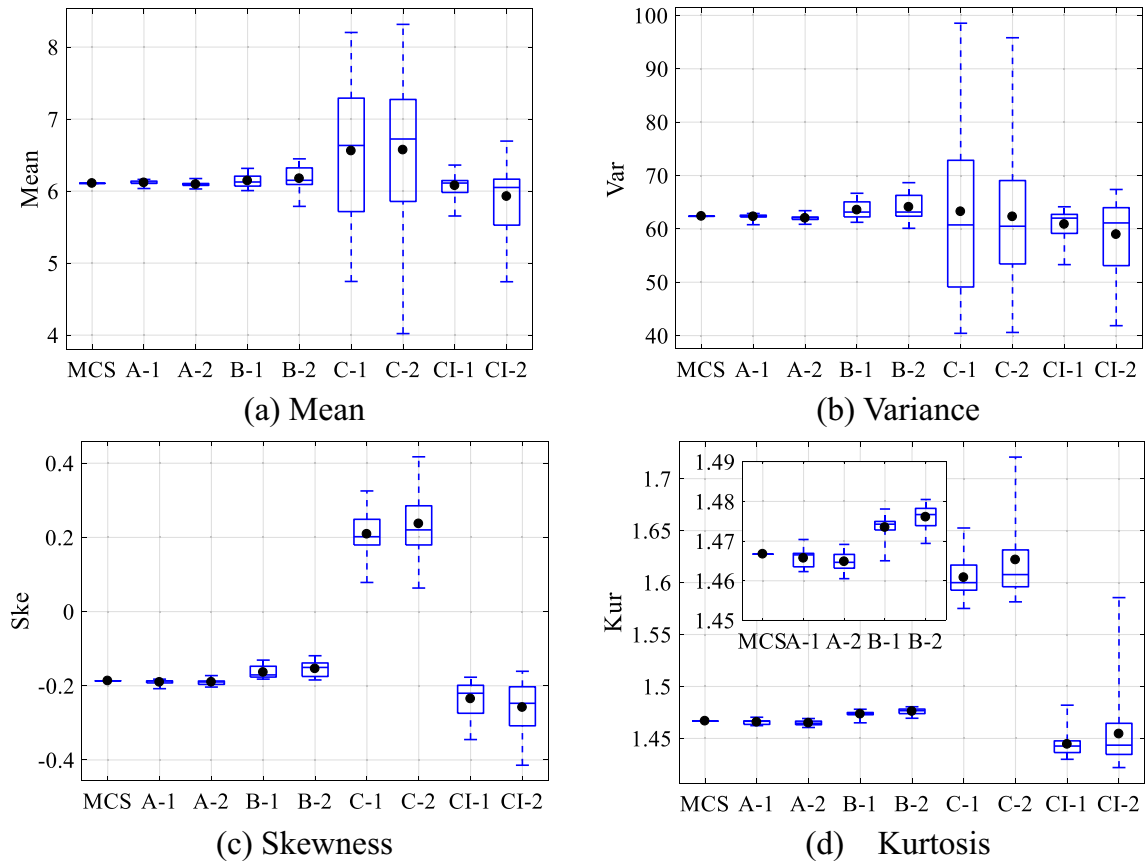 8
7
6
5
4
Mean
MCS A-1 A-2 B-1 B-2 C-1 C-2 CI-1 CI-2
(a) Mean
100
90
80
70
60
50
40
Var
MCS A-1 A-2 B-1 B-2 C-1 C-2 CI-1 CI-2
(b) Variance
0.4
0.2
0
-0.2
-0.4
Ske
MCS A-1 A-2 B-1 B-2 C-1 C-2 CI-1 CI-2
(c) Skewness
1.7
1.65
1.6
1.55
1.5
1.45
Kur
1.49
1.48
1.47
1.46
1.45
MCS A-1 A-2 B-1 B-2
MCS A-1 A-2 B-1 B-2 C-1 C-2 CI-1 CI-2
(d) Kurtosis